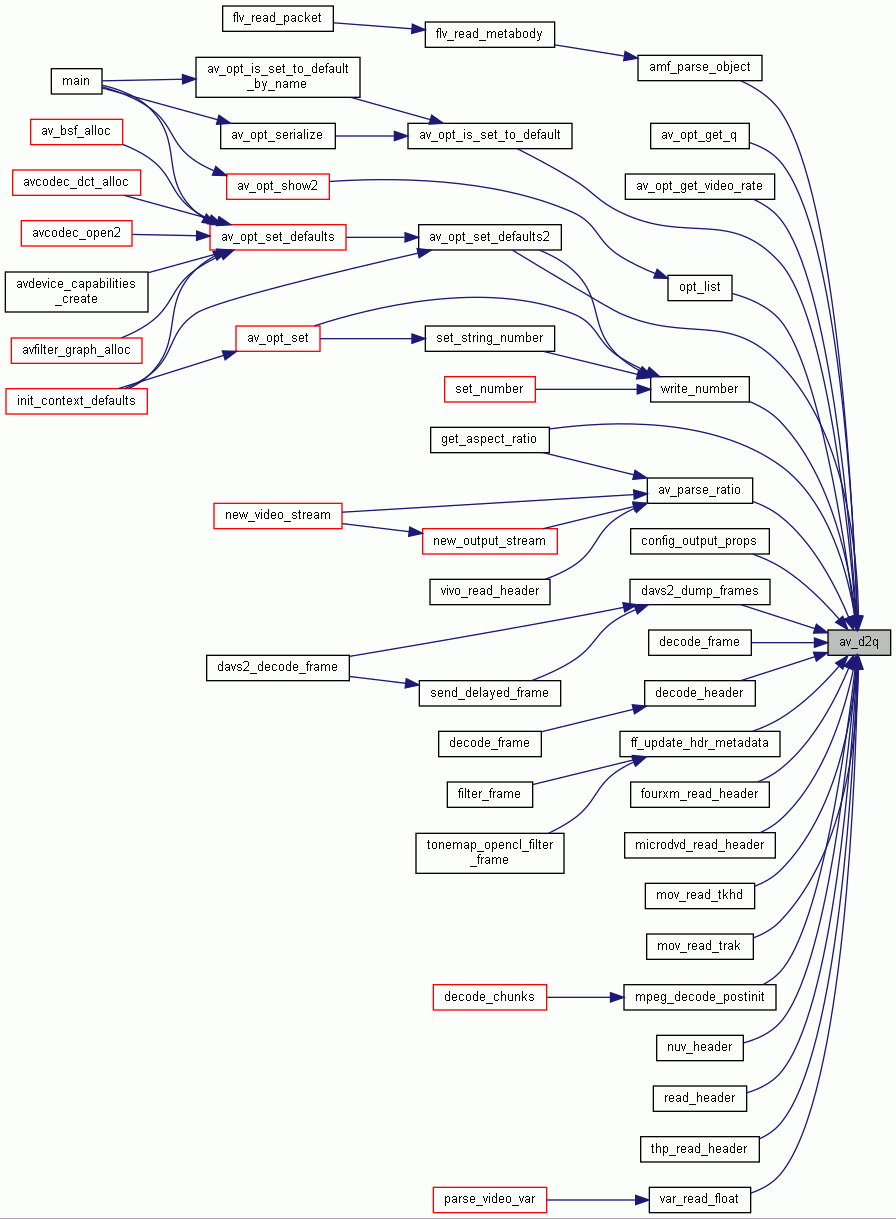 flv_read_packet
flv_read_metabody
amf_parse_object
av_opt_is_set_to_default
_by_name
main
av_bsf_alloc
av_opt_serialize
av_opt_is_set_to_default
av_opt_get_q
avcodec_dct_alloc
av_opt_show2
av_opt_get_video_rate
avcodec_open2
av_opt_set_defaults
av_opt_set_defaults2
avdevice_capabilities
_create
opt_list
avfilter_graph_alloc
av_opt_set
set_string_number
init_context_defaults
set_number
write_number
get_aspect_ratio
av_parse_ratio
new_video_stream
new_output_stream
config_output_props
vivo_read_header
davs2_dump_frames
decode_frame
av_d2q
davs2_decode_frame
send_delayed_frame
decode_header
decode_frame
ff_update_hdr_metadata
filter_frame
fourxm_read_header
tonemap_opencl_filter
_frame
microdvd_read_header
mov_read_tkhd
mov_read_trak
decode_chunks
mpeg_decode_postinit
nuv_header
read_header
thp_read_header
parse_video_var
var_read_float